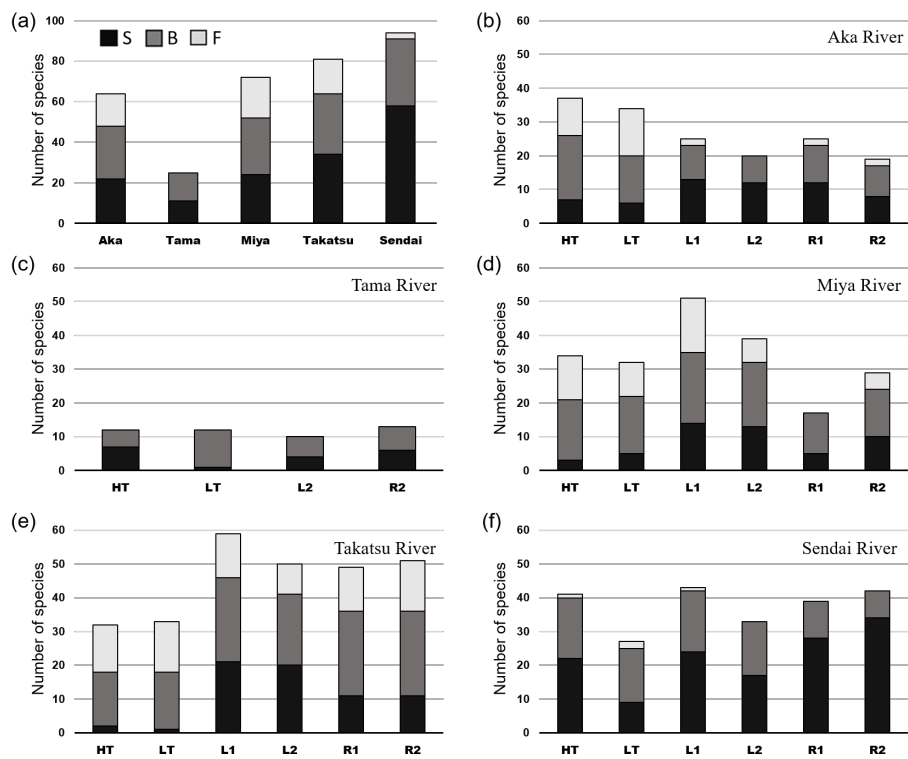 (a)
S B F
Number of species
100
80
60
40
20
0
Aka Tama Miya Takatsu Sendai
(b)
Aka River
Number of species
60
50
40
30
20
10
0
HT LT L1 L2 R1 R2
(c)
Tama River
Number of species
60
50
40
30
20
10
0
HT LT L2 R2
(d)
Miya River
Number of species
60
50
40
30
20
10
0
HT LT L1 L2 R1 R2
(e)
Takatsu River
Number of species
60
50
40
30
20
10
0
HT LT L1 L2 R1 R2
(f)
Sendai River
Number of species
60
50
40
30
20
10
0
HT LT L1 L2 R1 R2